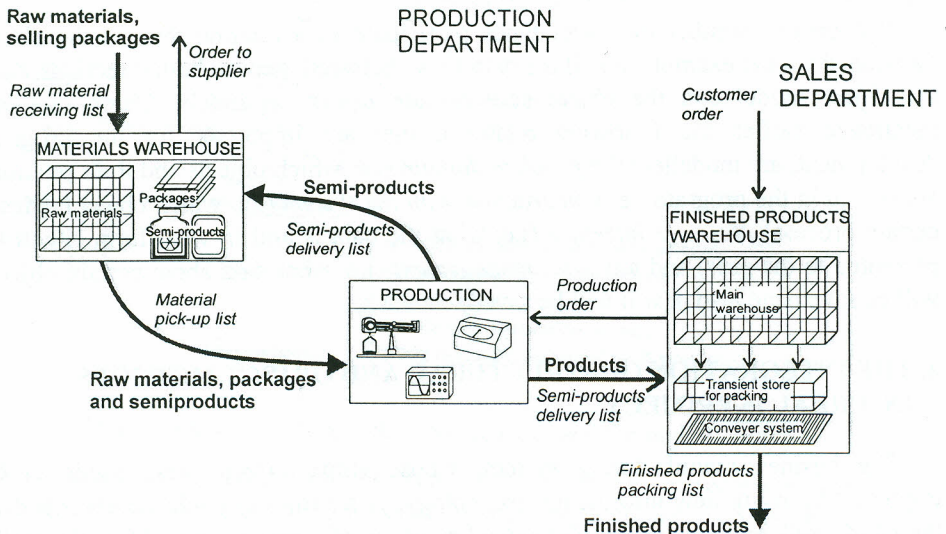 Raw materials,
selling packages
Order to
supplier
Raw material
receiving list
PRODUCTION
DEPARTMENT
SALES
DEPARTMENT
Customer
order
MATERIALS WAREHOUSE
Raw materials
Packages
Semi-products
Semi-products
Semi-products
delivery list
Material
pick-up list
Raw materials, packages
and semiproducts
PRODUCTION
Production
order
Products
Semi-products
delivery list
FINISHED PRODUCTS
WAREHOUSE
Main
warehouse
Transient store
for packing
Conveyer system
Finished products
packing list
Finished products